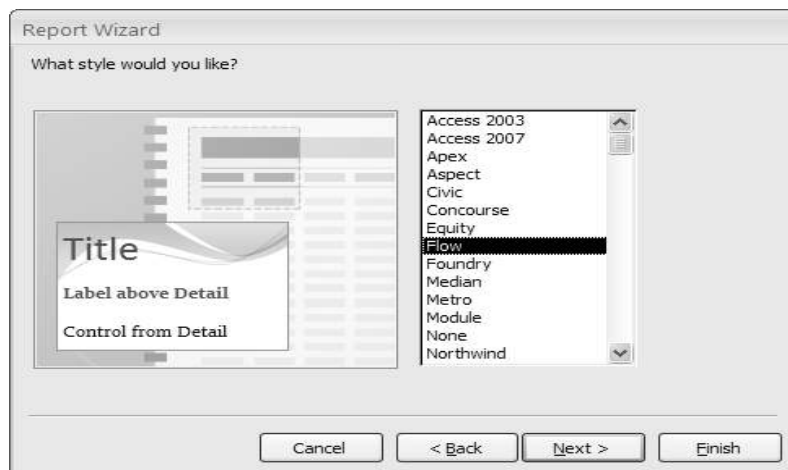 Report Wizard
What style would you like?
Title
Label above Detail
Control from Detail
Access 2003
Access 2007
Apex
Aspect
Civic
Concourse
Equity
Flow
Foundry
Median
Metro
Module
None
Northwind
Cancel
< Back
Next >
Finish